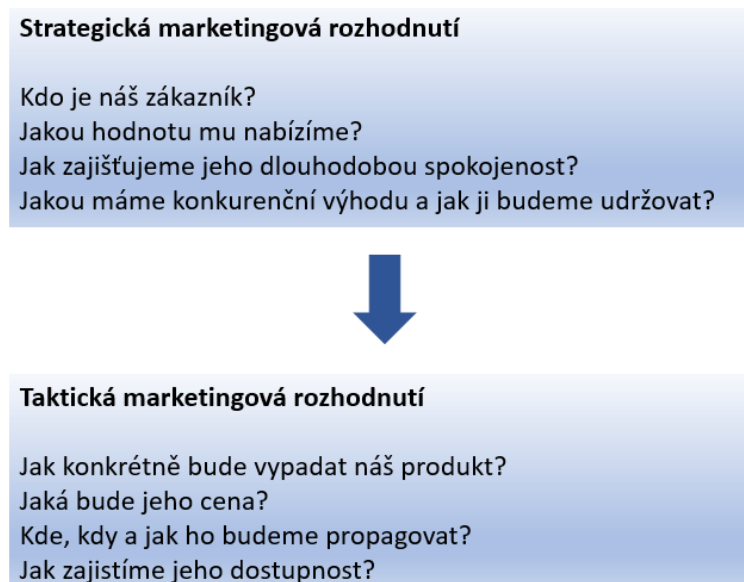 Strategická marketingová rozhodnutí
Kdo je náš zákazník?
Jakou hodnotu mu nabízíme?
Jak zajišťujeme jeho dlouhodobou spokojenost?
Jakou máme konkurenční výhodu a jak ji budeme udržovat?
Taktická marketingová rozhodnutí
Jak konkrétně bude vypadat náš produkt?
Jaká bude jeho cena?
Kde, kdy a jak ho budeme propagovat?
Jak zajistíme jeho dostupnost?